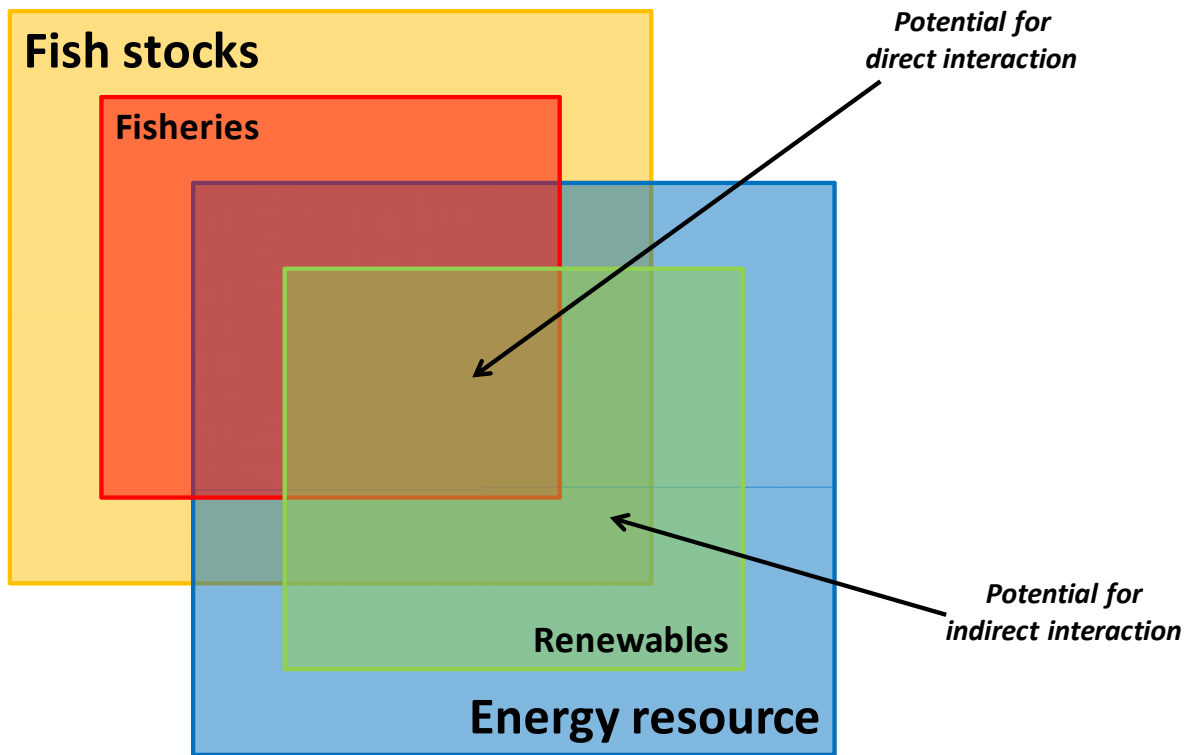 Fish stocks
Potential for
direct interaction
Fisheries
Potential for
indirect interaction
Renewables
Energy resource